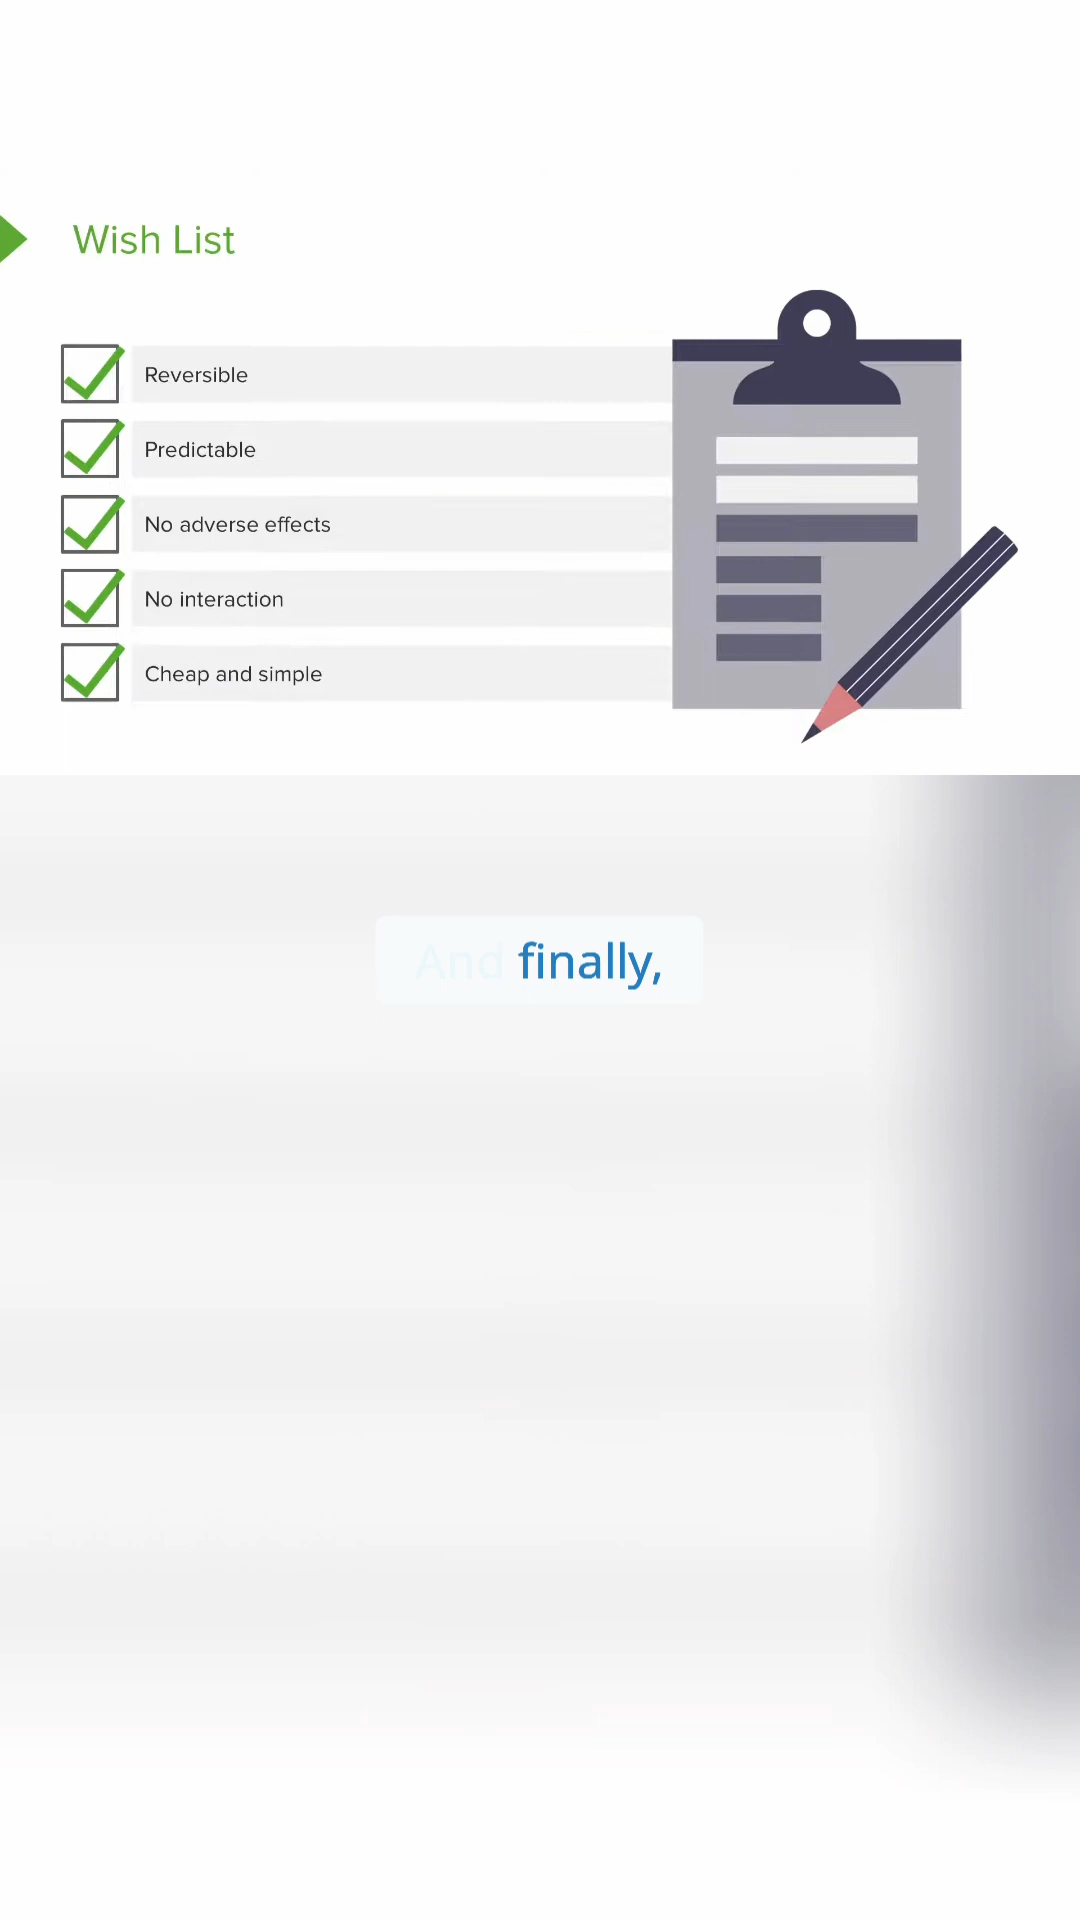 Wish List
Reversible
Predictable
No adverse effects
No interaction
Cheap and simple
And finally,